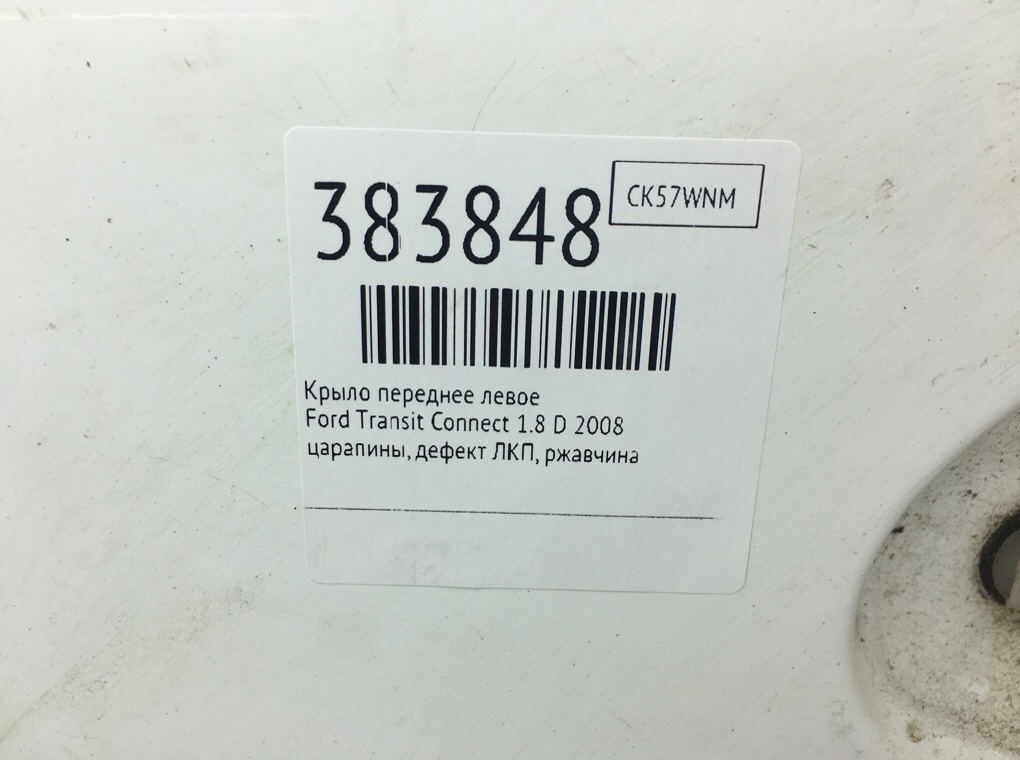 383848
CK57WNM
Крыло переднее левое
Ford Transit Connect 1.8 D 2008
царапины, дефект ЛКП, ржавчина